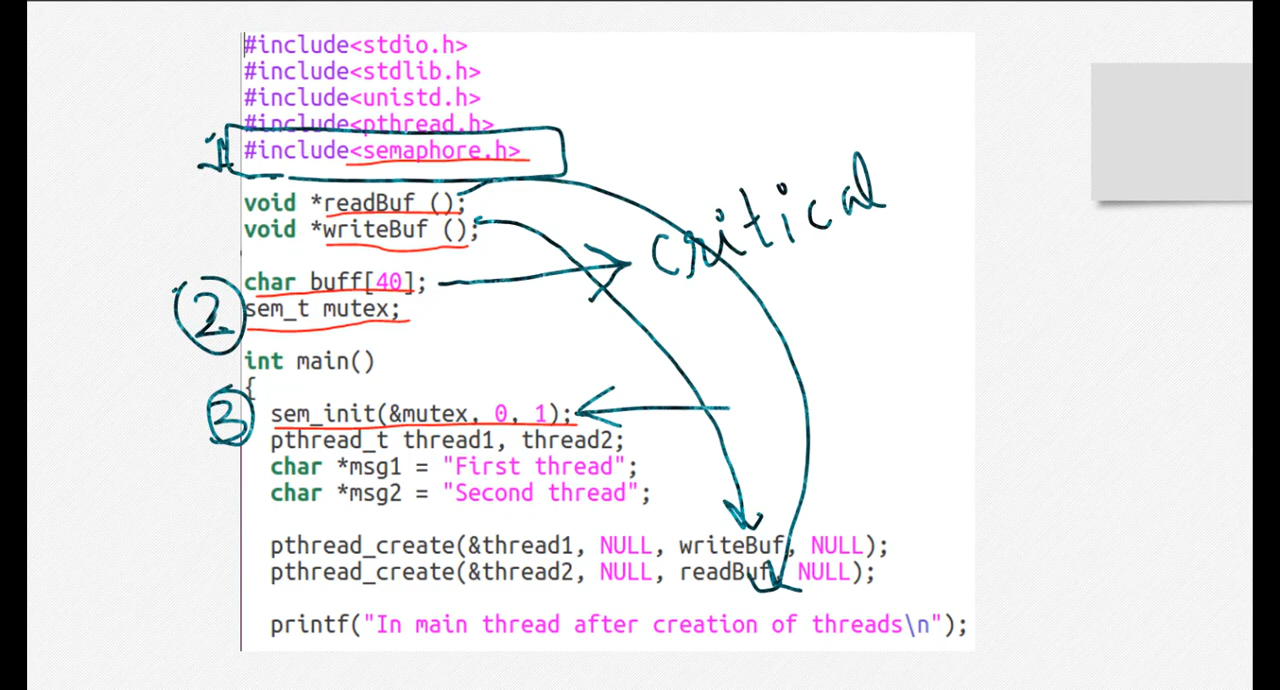 #include<stdio.h>
#include<stdlib.h>
#include<unistd.h>
#include<pthread.h>
1 #include<semaphore.h>
void *readBuf ();
void *writeBuf ();
critical
char buff[40];
2 sem_t mutex;
int main()
{
3 sem_init(&mutex, 0, 1);
pthread_t thread1, thread2;
char *msg1 = "First thread";
char *msg2 = "Second thread";
pthread_create(&thread1, NULL, writeBuf, NULL);
pthread_create(&thread2, NULL, readBuf, NULL);
printf("In main thread after creation of threads\n");